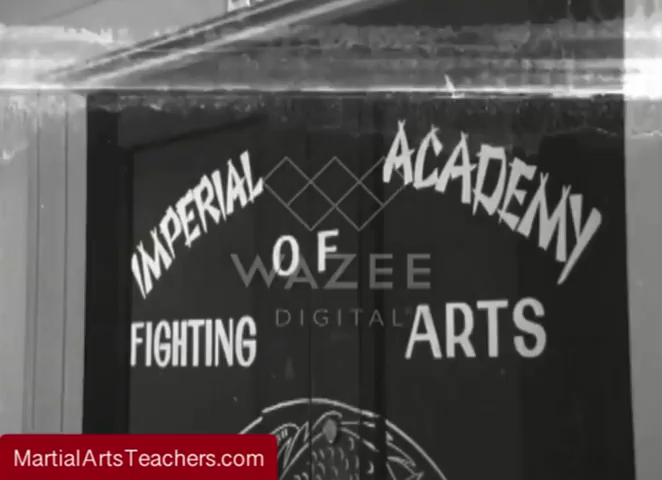 IMPERIAL ACADEMY
OF
WAZEE
DIGITAL
FIGHTING ARTS
MartialArtsTeachers.com